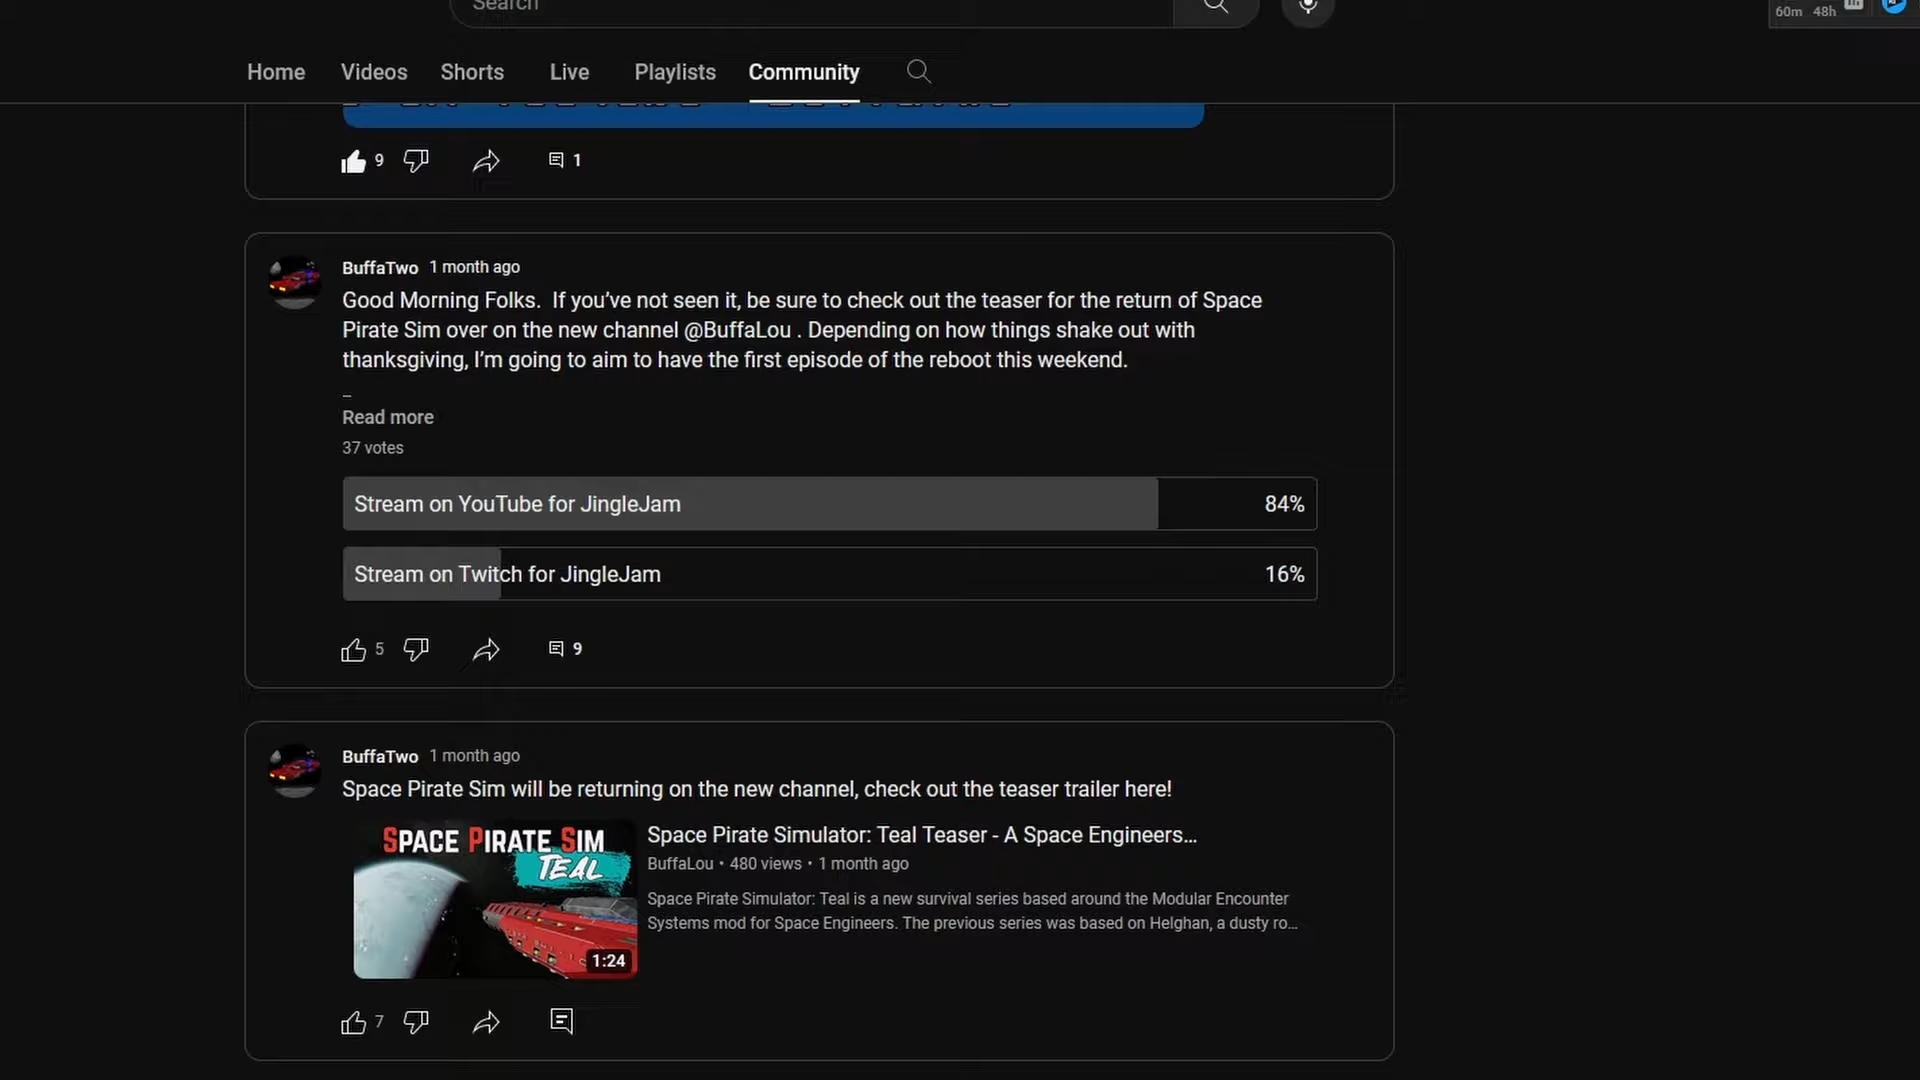 Search
60m 48h
Home Videos Shorts Live Playlists Community
9 1
BuffaTwo 1 month ago
Good Morning Folks.  If you’ve not seen it, be sure to check out the teaser for the return of Space
Pirate Sim over on the new channel @BuffaLou . Depending on how things shake out with
thanksgiving, I’m going to aim to have the first episode of the reboot this weekend.
_
Read more
37 votes
Stream on YouTube for JingleJam 84%
Stream on Twitch for JingleJam 16%
5 9
BuffaTwo 1 month ago
Space Pirate Sim will be returning on the new channel, check out the teaser trailer here!
SPACE PIRATE SIM
TEAL
1:24
Space Pirate Simulator: Teal Teaser - A Space Engineers...
BuffaLou • 480 views • 1 month ago
Space Pirate Simulator: Teal is a new survival series based around the Modular Encounter
Systems mod for Space Engineers. The previous series was based on Helghan, a dusty ro...
7